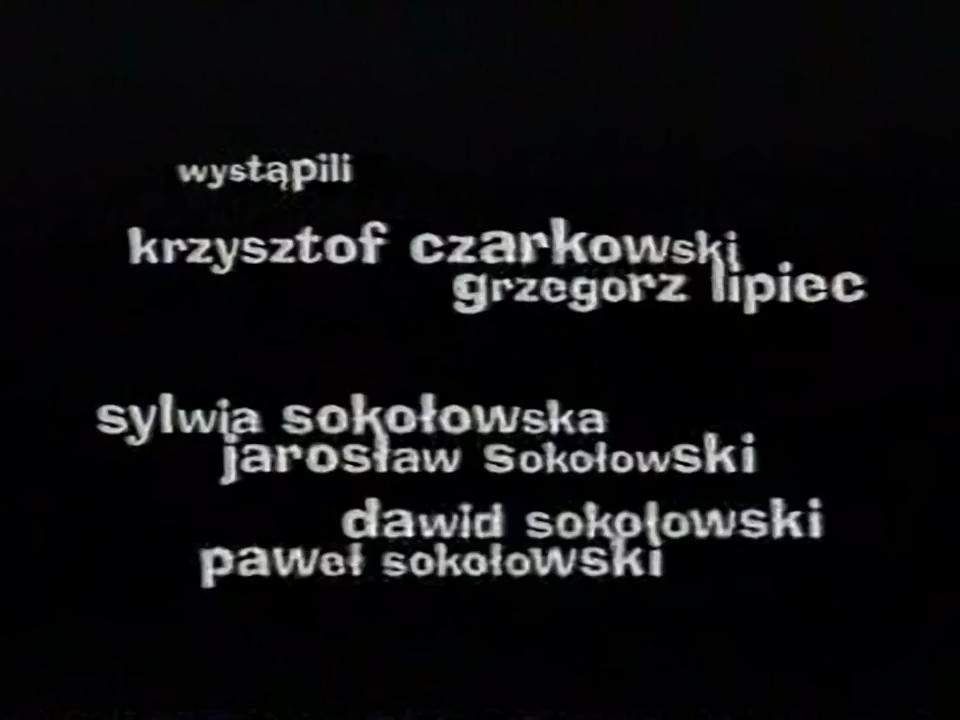 wystąpili
krzysztof czarkowski
grzegorz lipiec
sylwia sokołowska
jarosław sokołowski
dawid sokołowski
paweł sokołowski